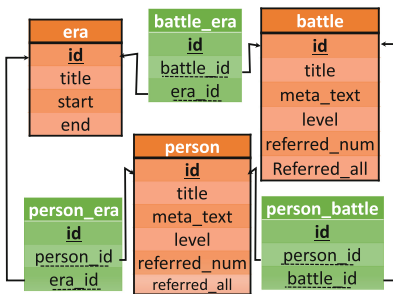 era
id
title
start
end
battle_era
id
battle_id
era_id
battle
id
title
meta_text
level
referred_num
Referred_all
person
id
title
meta_text
level
referred_num
referred_all
person_era
id
person_id
era_id
person_battle
id
person_id
battle_id